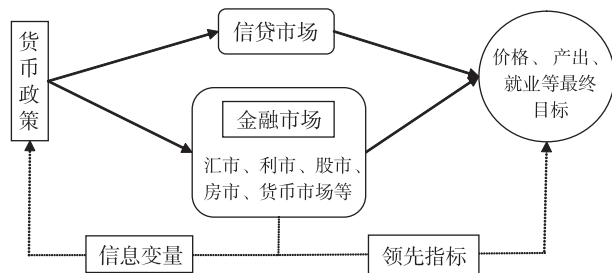 货币政策
信贷市场
金融市场
汇市、利市、股市、
房市、货币市场等
价格、产出、
就业等最终
目标
信息变量
领先指标